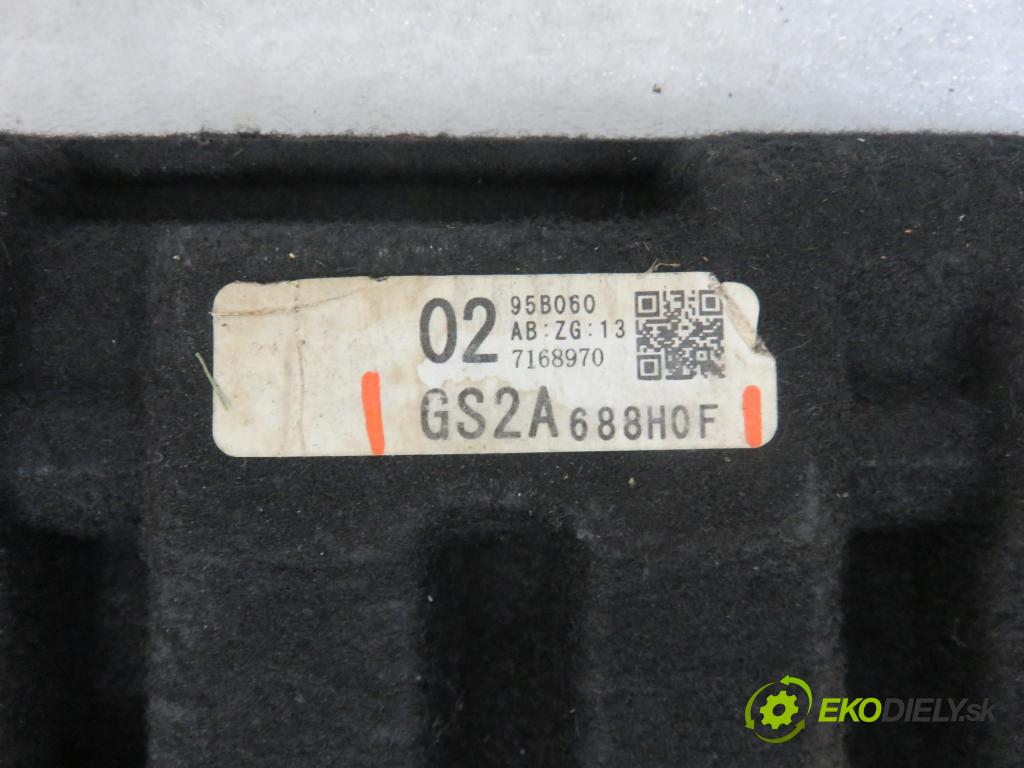 02 95B060
AB:ZG:13
7168970
GS2A688H0F
EKODIELY.sk